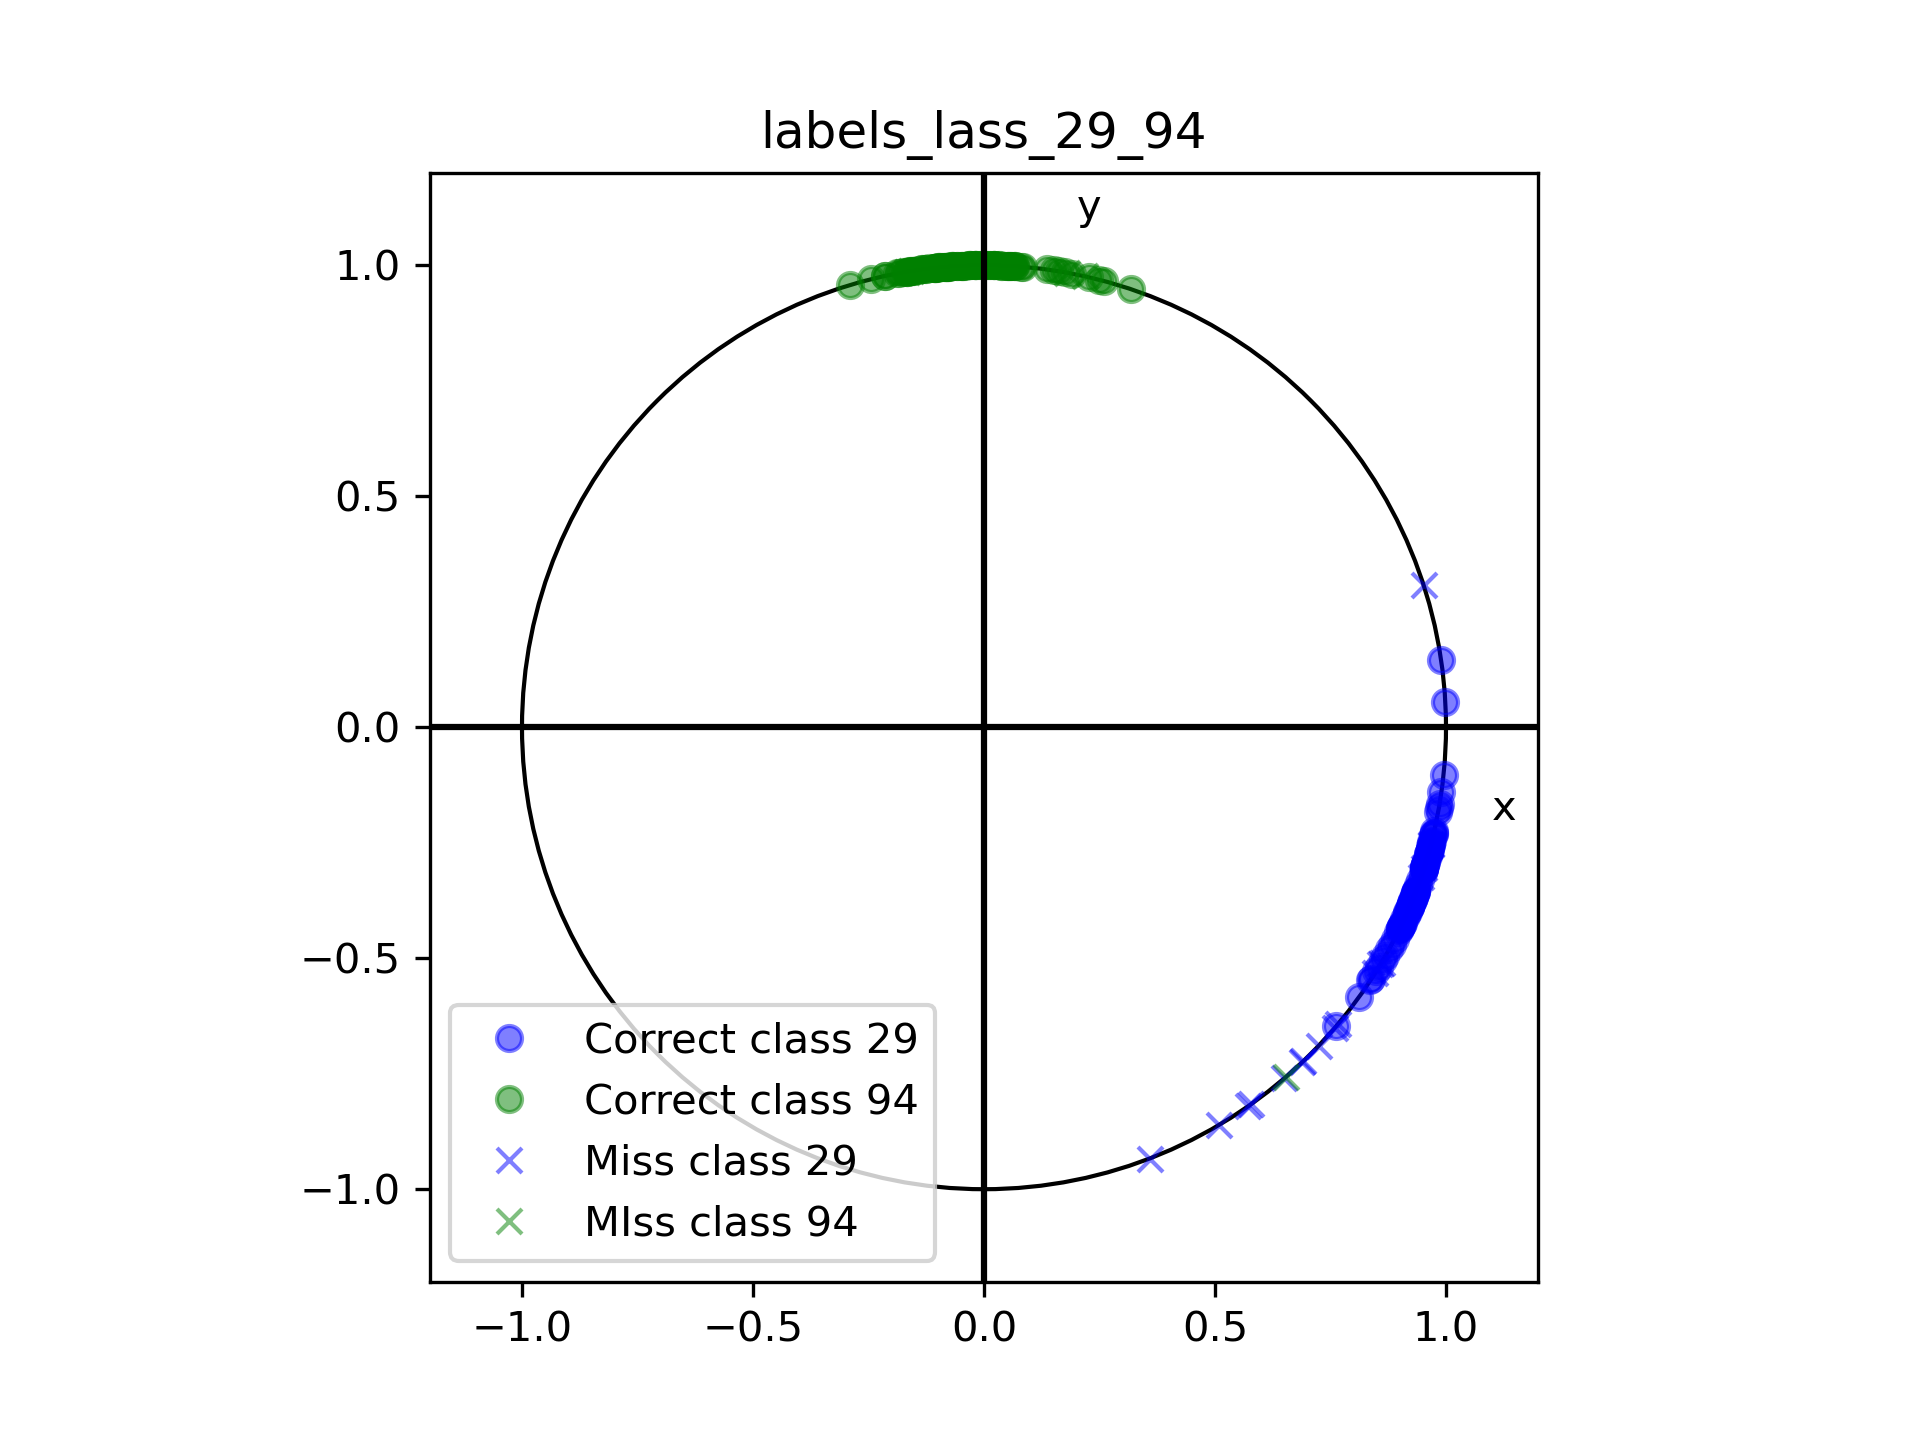 labels_lass_29_94
y
1.0
0.5
0.0
x
−0.5
−1.0
Correct class 29
Correct class 94
Miss class 29
MIss class 94
−1.0 −0.5 0.0 0.5 1.0